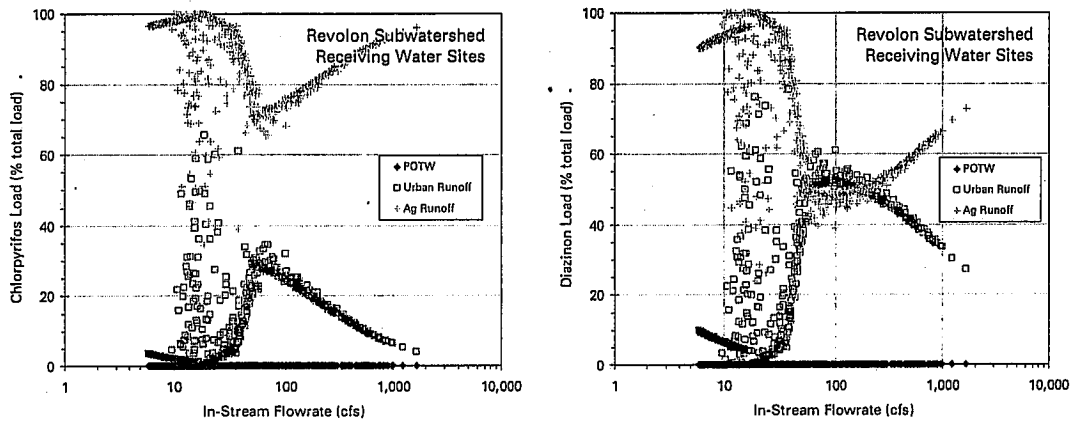 Revolon Subwatershed
Receiving Water Sites
Chlorpyrifos Load (% total load)
100
80
60
40
20
0
POTW
Urban Runoff
Ag Runoff
1
10
100
1,000
10,000
In-Stream Flowrate (cfs)
Revolon Subwatershed
Receiving Water Sites
Diazinon Load (% total load)
100
80
60
40
20
0
POTW
Urban Runoff
Ag Runoff
1
10
100
1,000
10,000
In-Stream Flowrate (cfs)